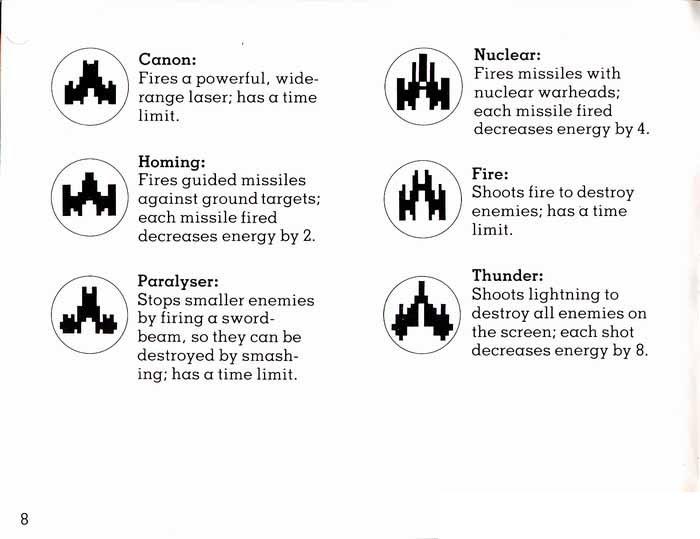 Canon:
Fires a powerful, wide-
range laser; has a time
limit.
Homing:
Fires guided missiles
against ground targets;
each missile fired
decreases energy by 2.
Paralyser:
Stops smaller enemies
by firing a sword-
beam, so they can be
destroyed by smash-
ing; has a time limit.
Nuclear:
Fires missiles with
nuclear warheads;
each missile fired
decreases energy by 4.
Fire:
Shoots fire to destroy
enemies; has a time
limit.
Thunder:
Shoots lightning to
destroy all enemies on
the screen; each shot
decreases energy by 8.
8